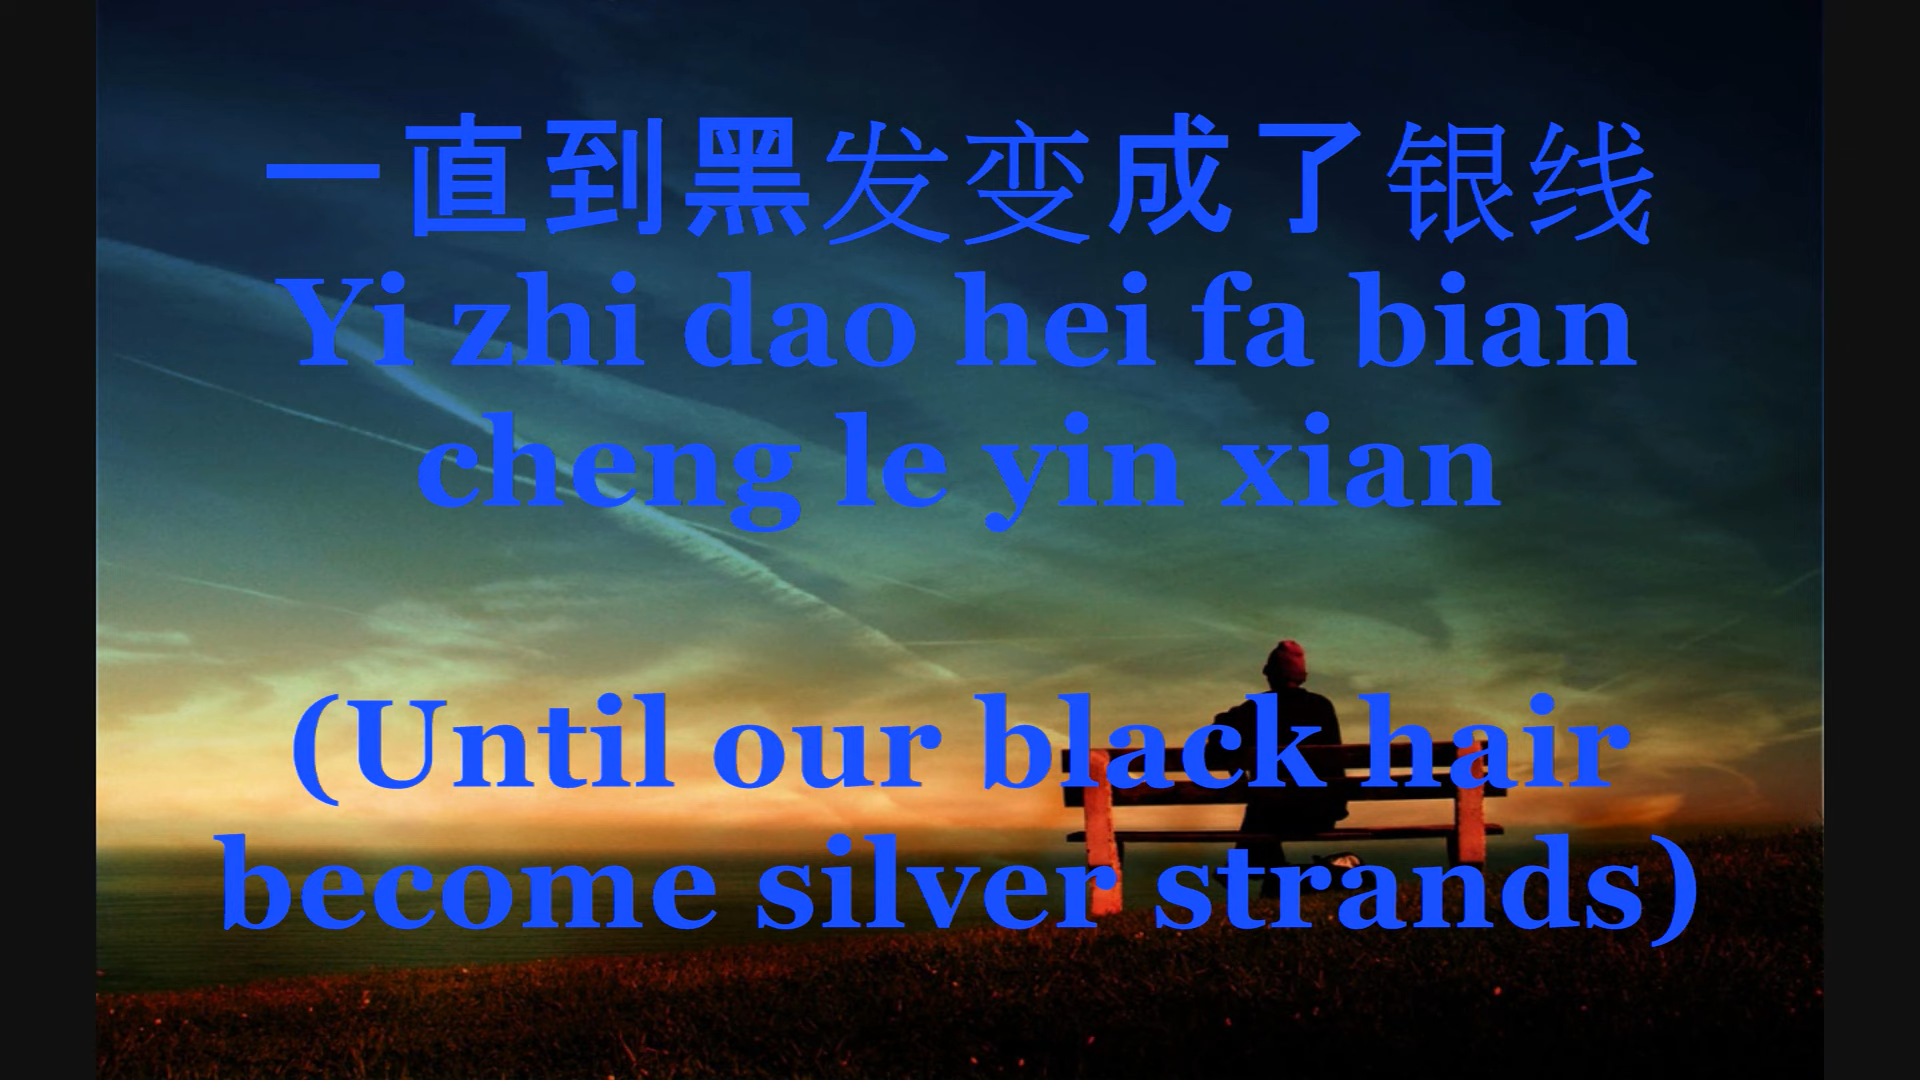 一直到黑发变成了银线
Yi zhi dao hei fa bian
cheng le yin xian
(Until our black hair
become silver strands)